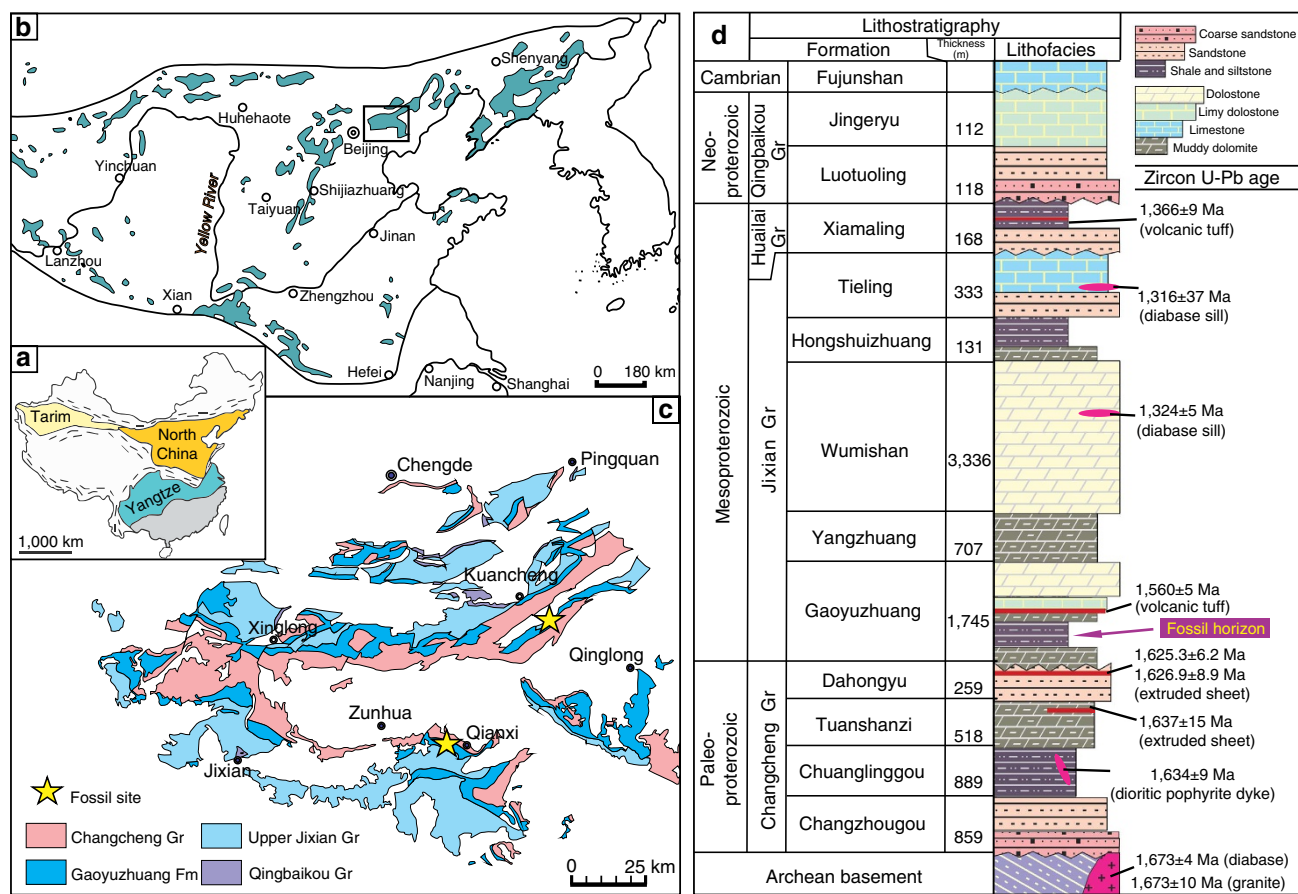 b
Shenyang
Huhehaote
Beijing
Yinchuan
Shijiazhuang
Taiyuan
Yellow River
Jinan
Lanzhou
Xian
Zhengzhou
Hefei
Nanjing
Shanghai
0 180 km
a
Tarim
North
China
Yangtze
1,000 km
c
Chengde
Pingquan
Kuancheng
Xinglong
Qinglong
Zunhua
Qianxi
Jixian
Fossil site
Changcheng Gr
Upper Jixian Gr
Gaoyuzhuang Fm
Qingbaikou Gr
0 25 km
d
Lithostratigraphy
Formation
Thickness
(m)
Lithofacies
Cambrian
Fujunshan
Neo-
proterozoic
Qingbaikou
Gr
Jingeryu
112
Luotuoling
118
Mesoproterozoic
Huailai
Gr
Xiamaling
168
Jixian Gr
Tieling
333
Hongshuizhuang
131
Wumishan
3,336
Yangzhuang
707
Gaoyuzhuang
1,745
Paleo-
proterozoic
Changcheng Gr
Dahongyu
259
Tuanshanzi
518
Chuanglinggou
889
Changzhougou
859
Archean basement
Coarse sandstone
Sandstone
Shale and siltstone
Dolostone
Limy dolostone
Limestone
Muddy dolomite
Zircon U-Pb age
1,366±9 Ma
(volcanic tuff)
1,316±37 Ma
(diabase sill)
1,324±5 Ma
(diabase sill)
1,560±5 Ma
(volcanic tuff)
Fossil horizon
1,625.3±6.2 Ma
1,626.9±8.9 Ma
(extruded sheet)
1,637±15 Ma
(extruded sheet)
1,634±9 Ma
(dioritic pophyrite dyke)
1,673±4 Ma (diabase)
1,673±10 Ma (granite)